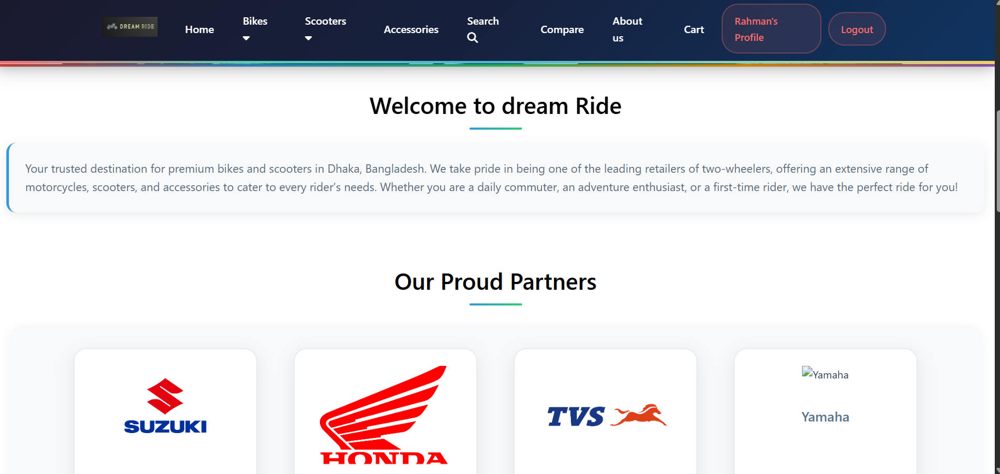 DREAM RIDE
Home
Bikes
Scooters
Accessories
Search
Compare
About
us
Cart
Rahman's
Profile
Logout
Welcome to dream Ride
Your trusted destination for premium bikes and scooters in Dhaka, Bangladesh. We take pride in being one of the leading retailers of two-wheelers, offering an extensive range of
motorcycles, scooters, and accessories to cater to every rider’s needs. Whether you are a daily commuter, an adventure enthusiast, or a first-time rider, we have the perfect ride for you!
Our Proud Partners
SUZUKI
HONDA
TVS
Yamaha
Yamaha